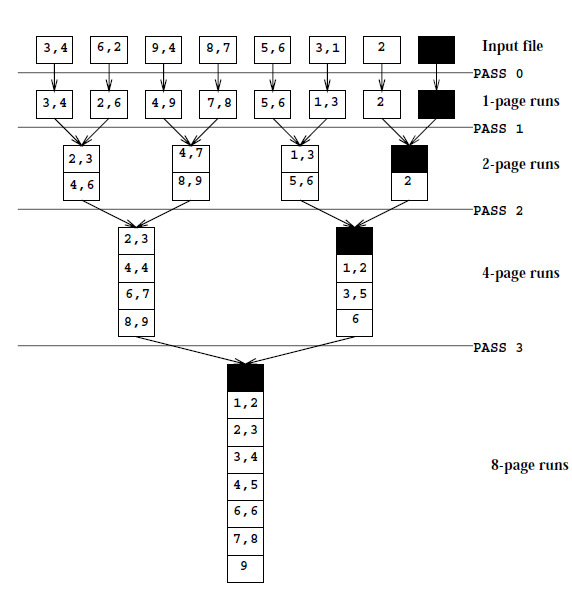 3,4 6,2 9,4 8,7 5,6 3,1 2 Input file
PASS 0
3,4 2,6 4,9 7,8 5,6 1,3 2 1-page runs
PASS 1
2,3 4,7 1,3 2-page runs
4,6 8,9 5,6 2
PASS 2
2,3
4,4 1,2 4-page runs
6,7 3,5
8,9 6
PASS 3
1,2
2,3
3,4
4,5 8-page runs
6,6
7,8
9